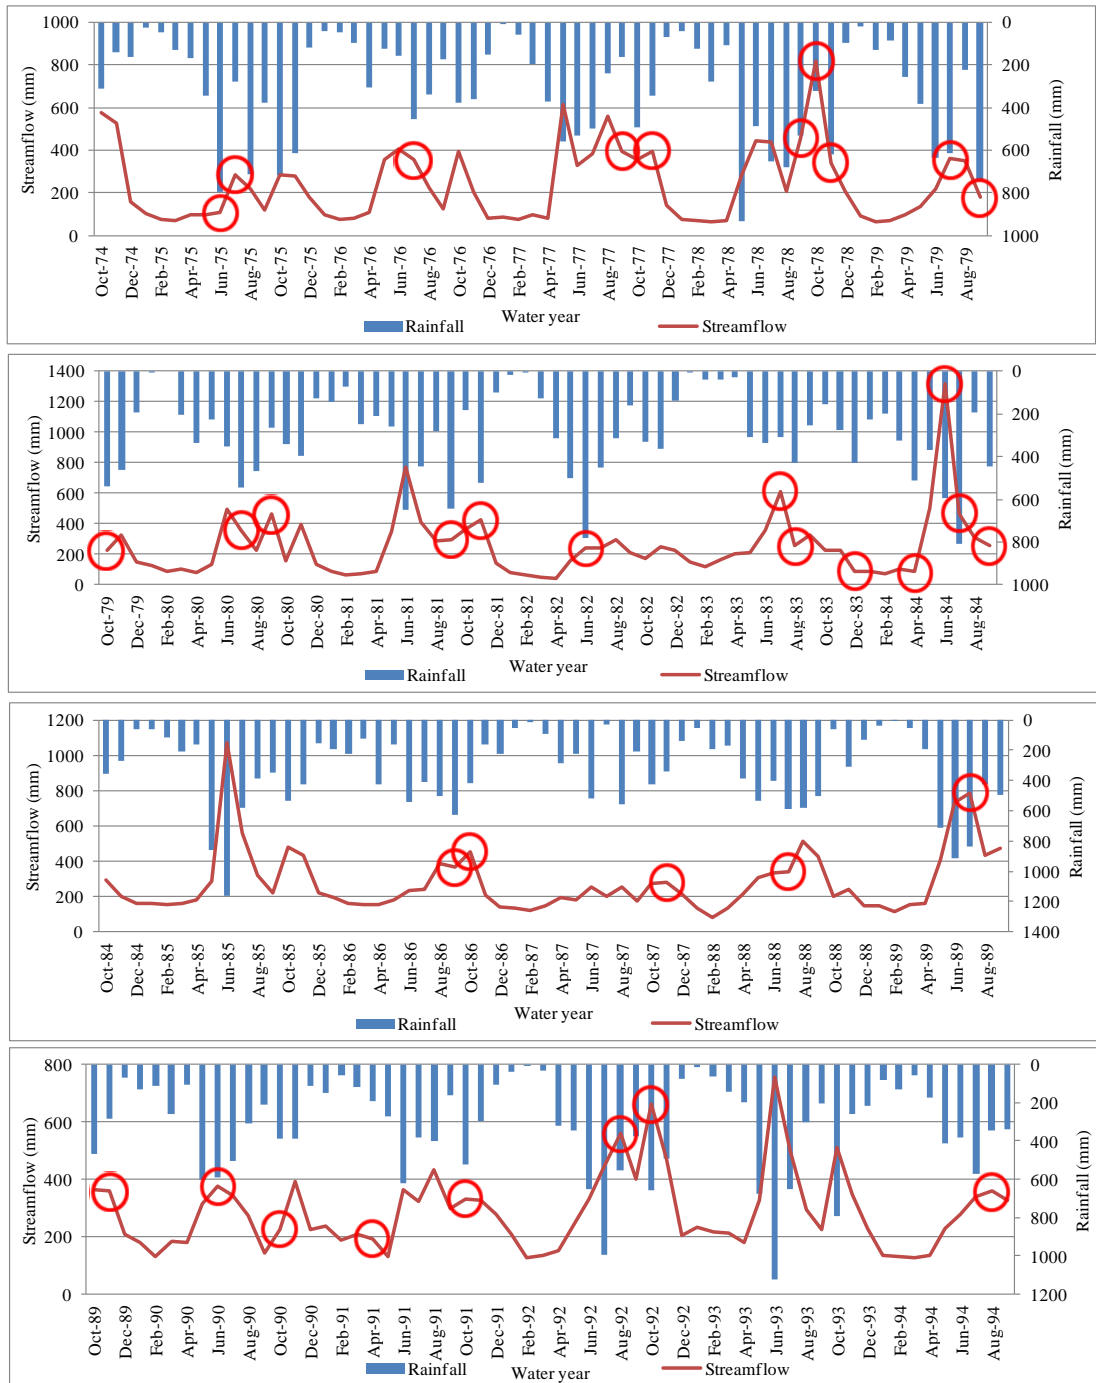 1000
800
600
400
200
0
Streamflow (mm)
0
200
400
600
800
1000
Rainfall (mm)
Oct-74
Dec-74
Feb-75
Apr-75
Jun-75
Aug-75
Oct-75
Dec-75
Feb-76
Apr-76
Jun-76
Aug-76
Oct-76
Dec-76
Feb-77
Apr-77
Jun-77
Aug-77
Oct-77
Dec-77
Feb-78
Apr-78
Jun-78
Aug-78
Oct-78
Dec-78
Feb-79
Apr-79
Jun-79
Aug-79
Water year
Rainfall
Streamflow
1400
1200
1000
800
600
400
200
0
Streamflow (mm)
0
200
400
600
800
1000
Rainfall (mm)
Oct-79
Dec-79
Feb-80
Apr-80
Jun-80
Aug-80
Oct-80
Dec-80
Feb-81
Apr-81
Jun-81
Aug-81
Oct-81
Dec-81
Feb-82
Apr-82
Jun-82
Aug-82
Oct-82
Dec-82
Feb-83
Apr-83
Jun-83
Aug-83
Oct-83
Dec-83
Feb-84
Apr-84
Jun-84
Aug-84
Water year
Rainfall
Streamflow
1200
1000
800
600
400
200
0
Streamflow (mm)
0
200
400
600
800
1000
1200
1400
Rainfall (mm)
Oct-84
Dec-84
Feb-85
Apr-85
Jun-85
Aug-85
Oct-85
Dec-85
Feb-86
Apr-86
Jun-86
Aug-86
Oct-86
Dec-86
Feb-87
Apr-87
Jun-87
Aug-87
Oct-87
Dec-87
Feb-88
Apr-88
Jun-88
Aug-88
Oct-88
Dec-88
Feb-89
Apr-89
Jun-89
Aug-89
Water year
Rainfall
Streamflow
800
600
400
200
0
Streamflow (mm)
0
200
400
600
800
1000
1200
Rainfall (mm)
Oct-89
Dec-89
Feb-90
Apr-90
Jun-90
Aug-90
Oct-90
Dec-90
Feb-91
Apr-91
Jun-91
Aug-91
Oct-91
Dec-91
Feb-92
Apr-92
Jun-92
Aug-92
Oct-92
Dec-92
Feb-93
Apr-93
Jun-93
Aug-93
Oct-93
Dec-93
Feb-94
Apr-94
Jun-94
Aug-94
Water year
Rainfall
Streamflow